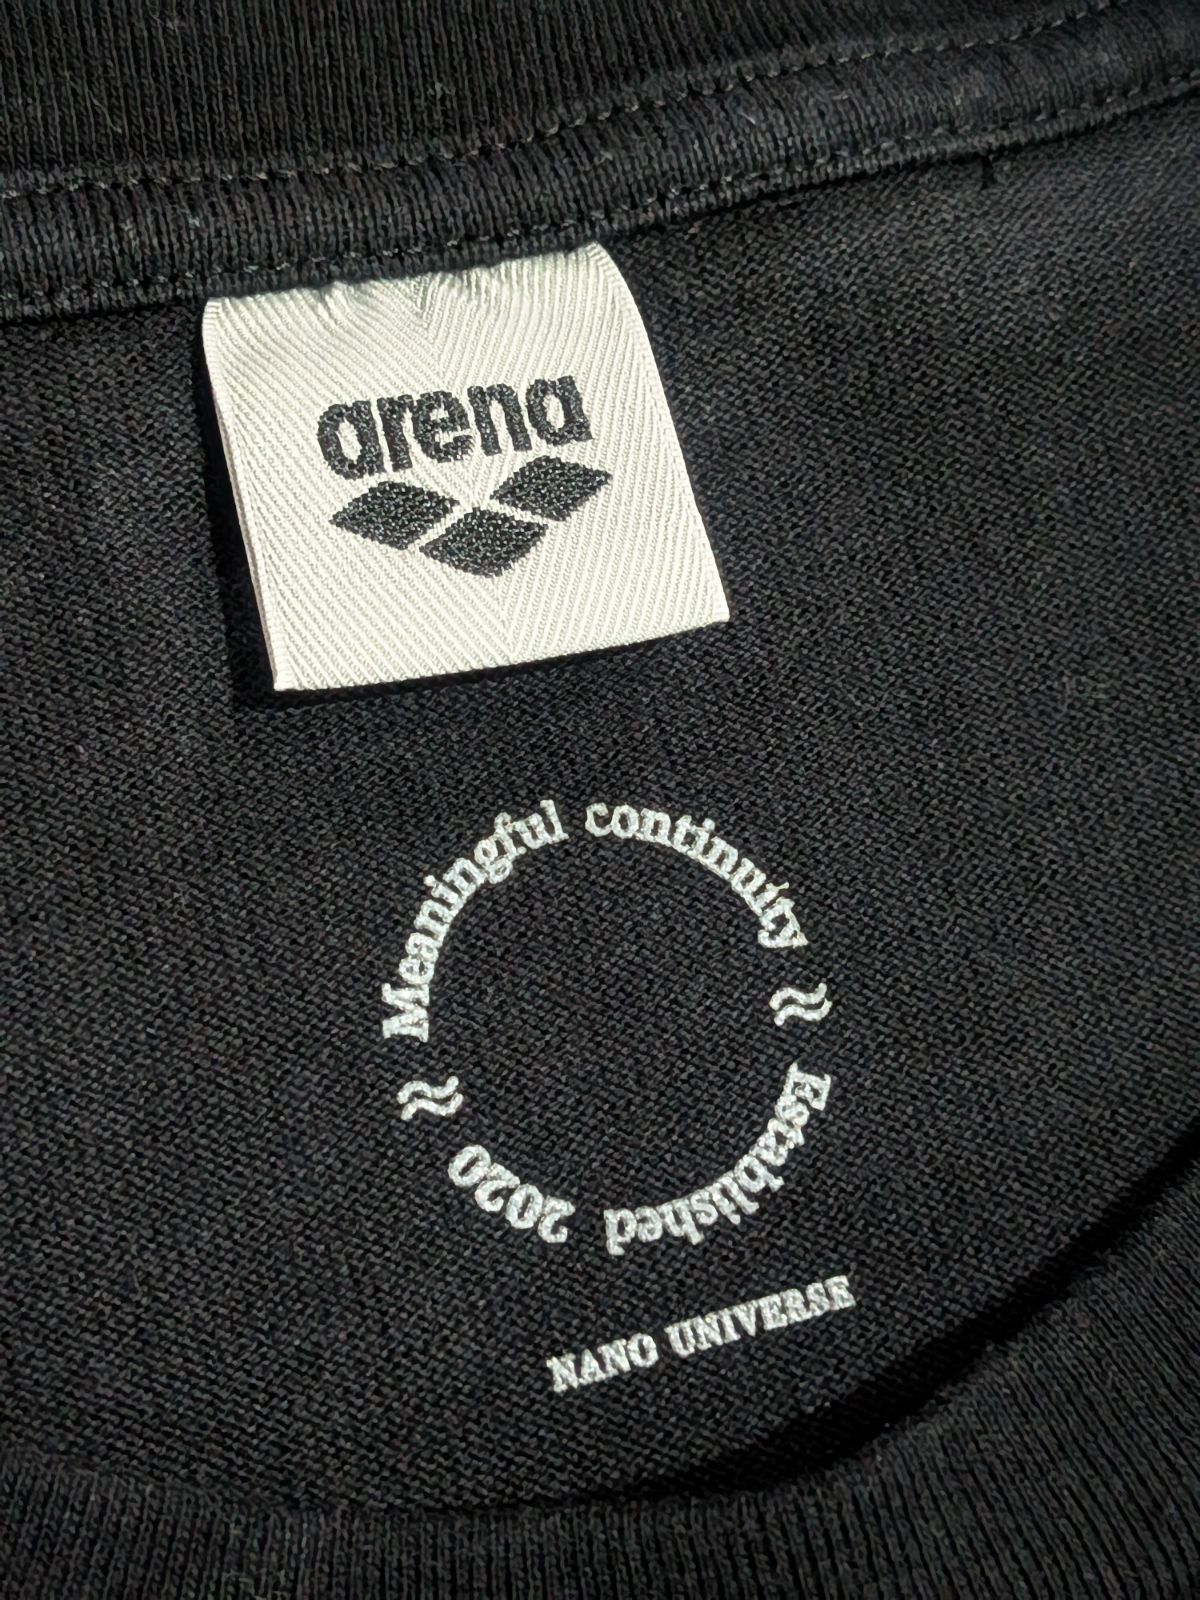 arena
Meaningful continuity
Established 2020
NANO UNIVERSE